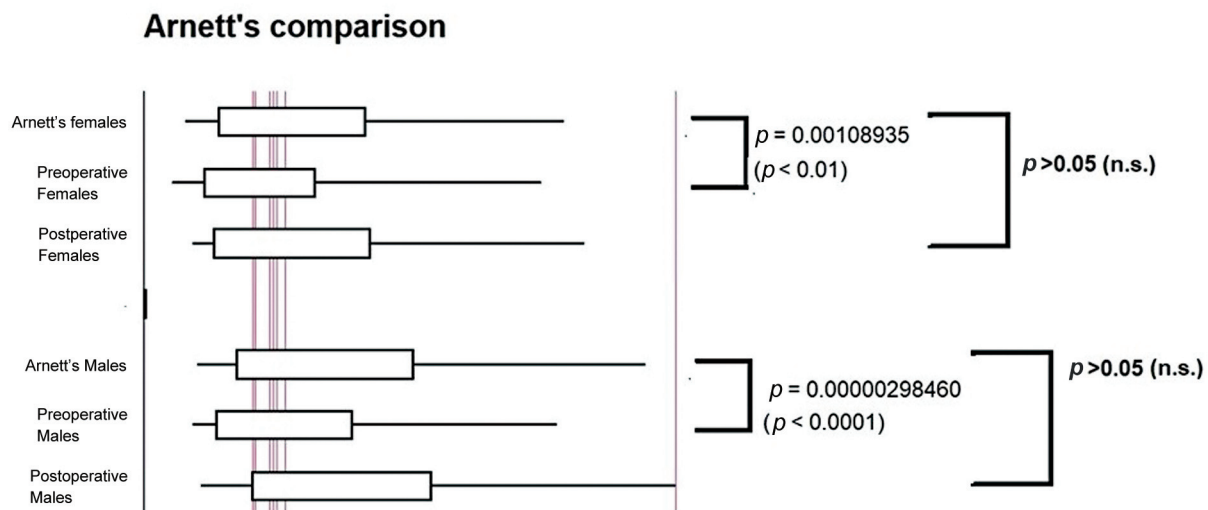 Arnett's comparison
Arnett's females
Preoperative
Females
Postperative
Females
p = 0.00108935
(p < 0.01)
p >0.05 (n.s.)
Arnett's Males
Preoperative
Males
Postoperative
Males
p = 0.00000298460
(p < 0.0001)
p >0.05 (n.s.)